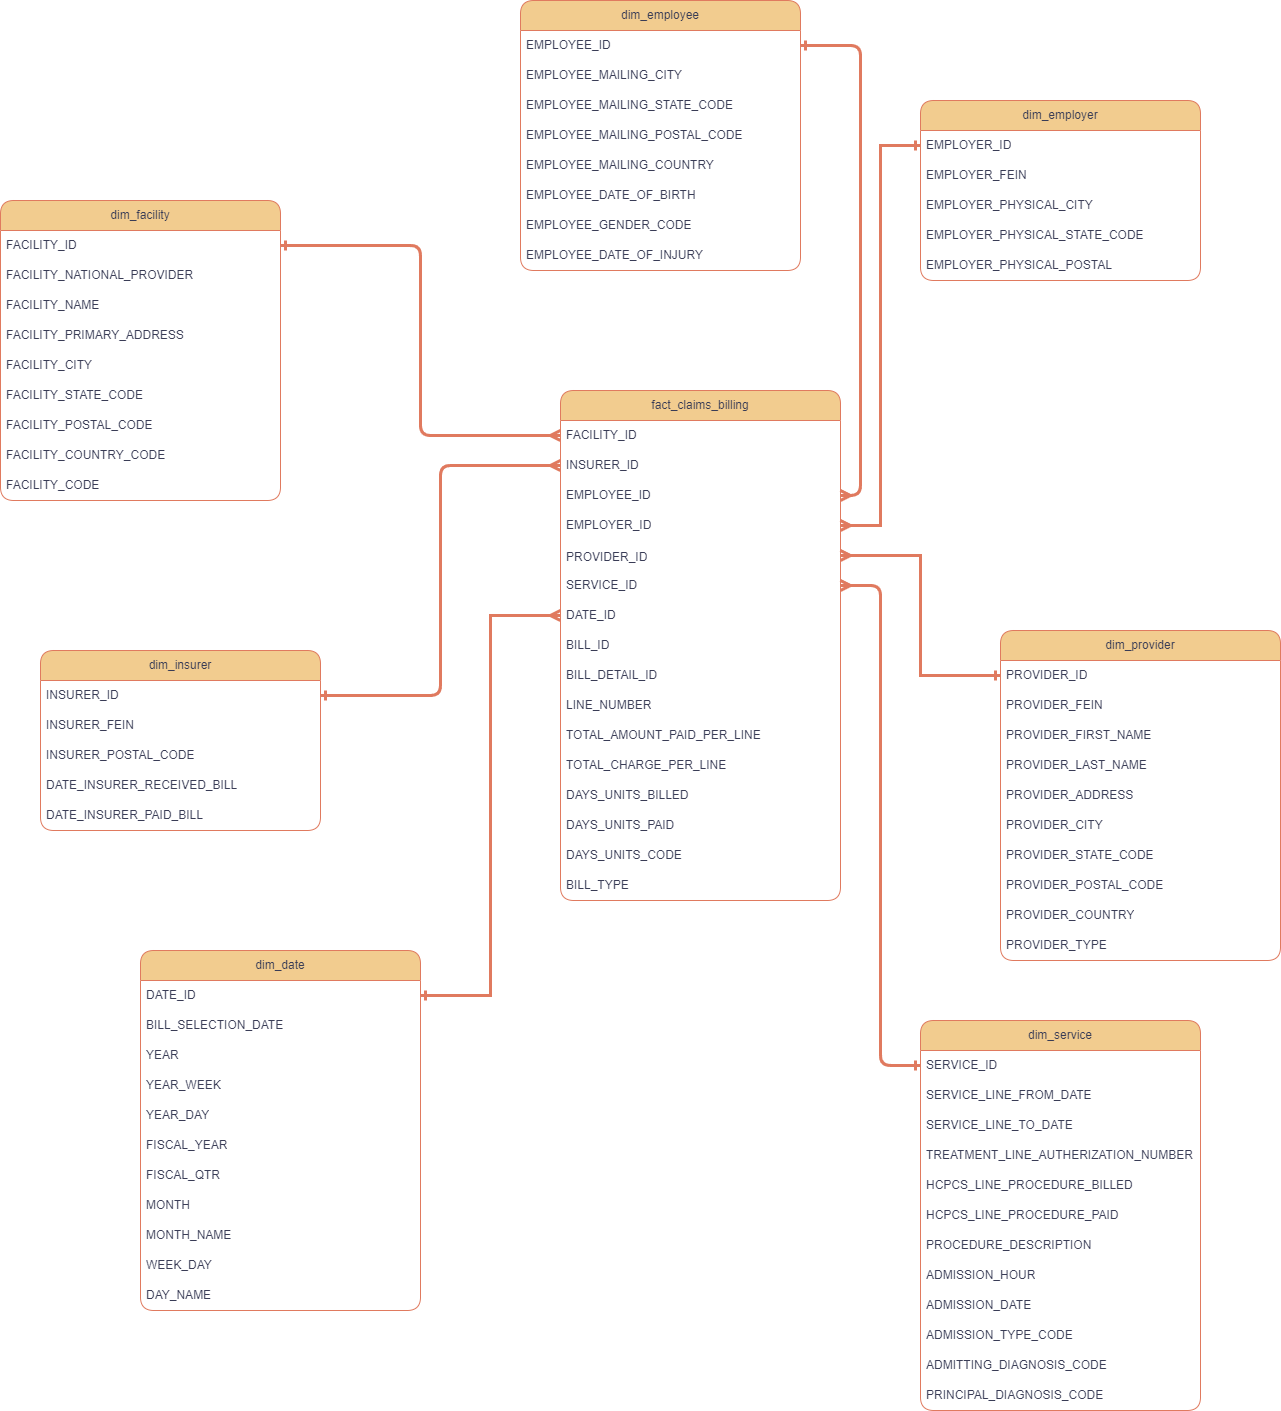 dim_employee
EMPLOYEE_ID
EMPLOYEE_MAILING_CITY
EMPLOYEE_MAILING_STATE_CODE
EMPLOYEE_MAILING_POSTAL_CODE
EMPLOYEE_MAILING_COUNTRY
EMPLOYEE_DATE_OF_BIRTH
EMPLOYEE_GENDER_CODE
EMPLOYEE_DATE_OF_INJURY
dim_employer
EMPLOYER_ID
EMPLOYER_FEIN
EMPLOYER_PHYSICAL_CITY
EMPLOYER_PHYSICAL_STATE_CODE
EMPLOYER_PHYSICAL_POSTAL
dim_facility
FACILITY_ID
FACILITY_NATIONAL_PROVIDER
FACILITY_NAME
FACILITY_PRIMARY_ADDRESS
FACILITY_CITY
FACILITY_STATE_CODE
FACILITY_POSTAL_CODE
FACILITY_COUNTRY_CODE
FACILITY_CODE
fact_claims_billing
FACILITY_ID
INSURER_ID
EMPLOYEE_ID
EMPLOYER_ID
PROVIDER_ID
SERVICE_ID
DATE_ID
BILL_ID
BILL_DETAIL_ID
LINE_NUMBER
TOTAL_AMOUNT_PAID_PER_LINE
TOTAL_CHARGE_PER_LINE
DAYS_UNITS_BILLED
DAYS_UNITS_PAID
DAYS_UNITS_CODE
BILL_TYPE
dim_insurer
INSURER_ID
INSURER_FEIN
INSURER_POSTAL_CODE
DATE_INSURER_RECEIVED_BILL
DATE_INSURER_PAID_BILL
dim_provider
PROVIDER_ID
PROVIDER_FEIN
PROVIDER_FIRST_NAME
PROVIDER_LAST_NAME
PROVIDER_ADDRESS
PROVIDER_CITY
PROVIDER_STATE_CODE
PROVIDER_POSTAL_CODE
PROVIDER_COUNTRY
PROVIDER_TYPE
dim_date
DATE_ID
BILL_SELECTION_DATE
YEAR
YEAR_WEEK
YEAR_DAY
FISCAL_YEAR
FISCAL_QTR
MONTH
MONTH_NAME
WEEK_DAY
DAY_NAME
dim_service
SERVICE_ID
SERVICE_LINE_FROM_DATE
SERVICE_LINE_TO_DATE
TREATMENT_LINE_AUTHERIZATION_NUMBER
HCPCS_LINE_PROCEDURE_BILLED
HCPCS_LINE_PROCEDURE_PAID
PROCEDURE_DESCRIPTION
ADMISSION_HOUR
ADMISSION_DATE
ADMISSION_TYPE_CODE
ADMITTING_DIAGNOSIS_CODE
PRINCIPAL_DIAGNOSIS_CODE